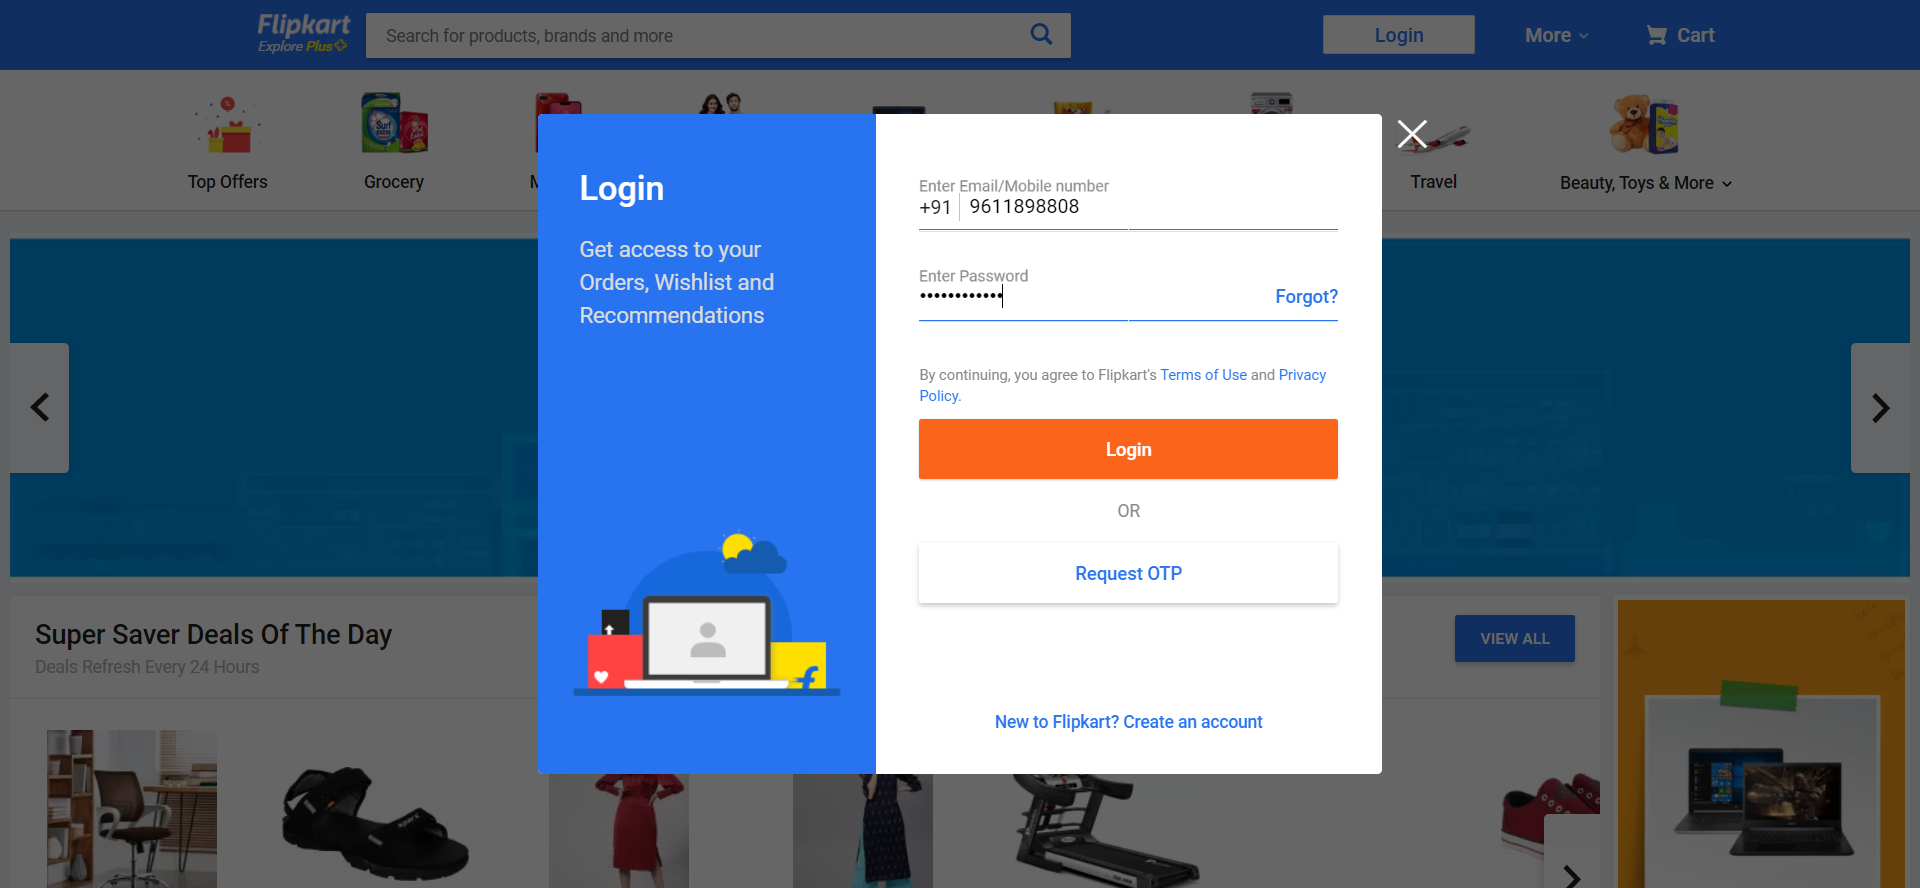 Flipkart
Explore Plus
Search for products, brands and more
Login
More
Cart
Top Offers
Grocery
M
Travel
Beauty, Toys & More
Login
Get access to your
Orders, Wishlist and
Recommendations
Enter Email/Mobile number
+91 9611898808
Enter Password
••••••••••••
Forgot?
By continuing, you agree to Flipkart's Terms of Use and Privacy
Policy.
Login
OR
Request OTP
New to Flipkart? Create an account
Super Saver Deals Of The Day
Deals Refresh Every 24 Hours
VIEW ALL